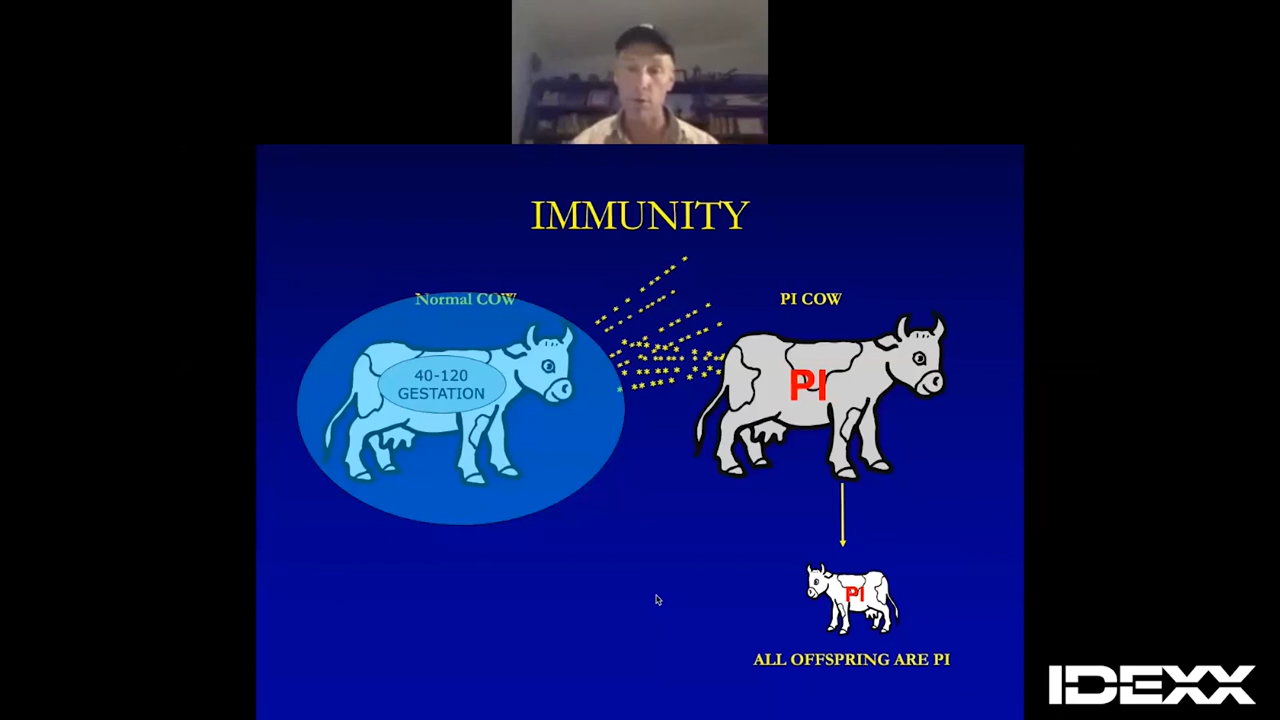 IMMUNITY
Normal COW
PI COW
40-120
GESTATION
PI
PI
ALL OFFSPRING ARE PI
IDEXX